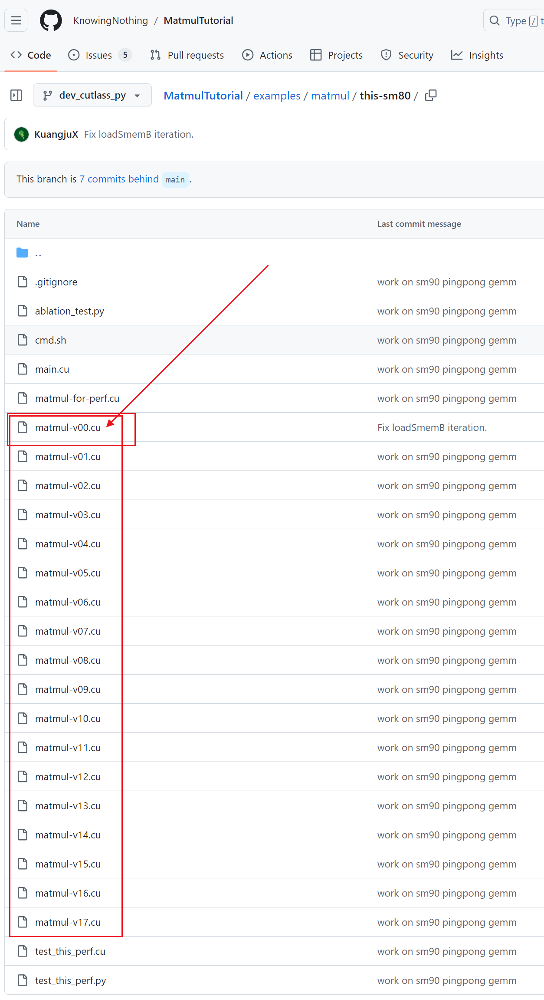 KnowingNothing / MatmulTutorial
Type / t
Code Issues 5 Pull requests Actions Projects Security Insights
dev_cutlass_py MatmulTutorial / examples / matmul / this-sm80 /
KuangjuX Fix loadSmemB iteration.
This branch is 7 commits behind main .
Name Last commit message
..
.gitignore work on sm90 pingpong gemm
ablation_test.py work on sm90 pingpong gemm
cmd.sh work on sm90 pingpong gemm
main.cu work on sm90 pingpong gemm
matmul-for-perf.cu work on sm90 pingpong gemm
matmul-v00.cu Fix loadSmemB iteration.
matmul-v01.cu work on sm90 pingpong gemm
matmul-v02.cu work on sm90 pingpong gemm
matmul-v03.cu work on sm90 pingpong gemm
matmul-v04.cu work on sm90 pingpong gemm
matmul-v05.cu work on sm90 pingpong gemm
matmul-v06.cu work on sm90 pingpong gemm
matmul-v07.cu work on sm90 pingpong gemm
matmul-v08.cu work on sm90 pingpong gemm
matmul-v09.cu work on sm90 pingpong gemm
matmul-v10.cu work on sm90 pingpong gemm
matmul-v11.cu work on sm90 pingpong gemm
matmul-v12.cu work on sm90 pingpong gemm
matmul-v13.cu work on sm90 pingpong gemm
matmul-v14.cu work on sm90 pingpong gemm
matmul-v15.cu work on sm90 pingpong gemm
matmul-v16.cu work on sm90 pingpong gemm
matmul-v17.cu work on sm90 pingpong gemm
test_this_perf.cu work on sm90 pingpong gemm
test_this_perf.py work on sm90 pingpong gemm